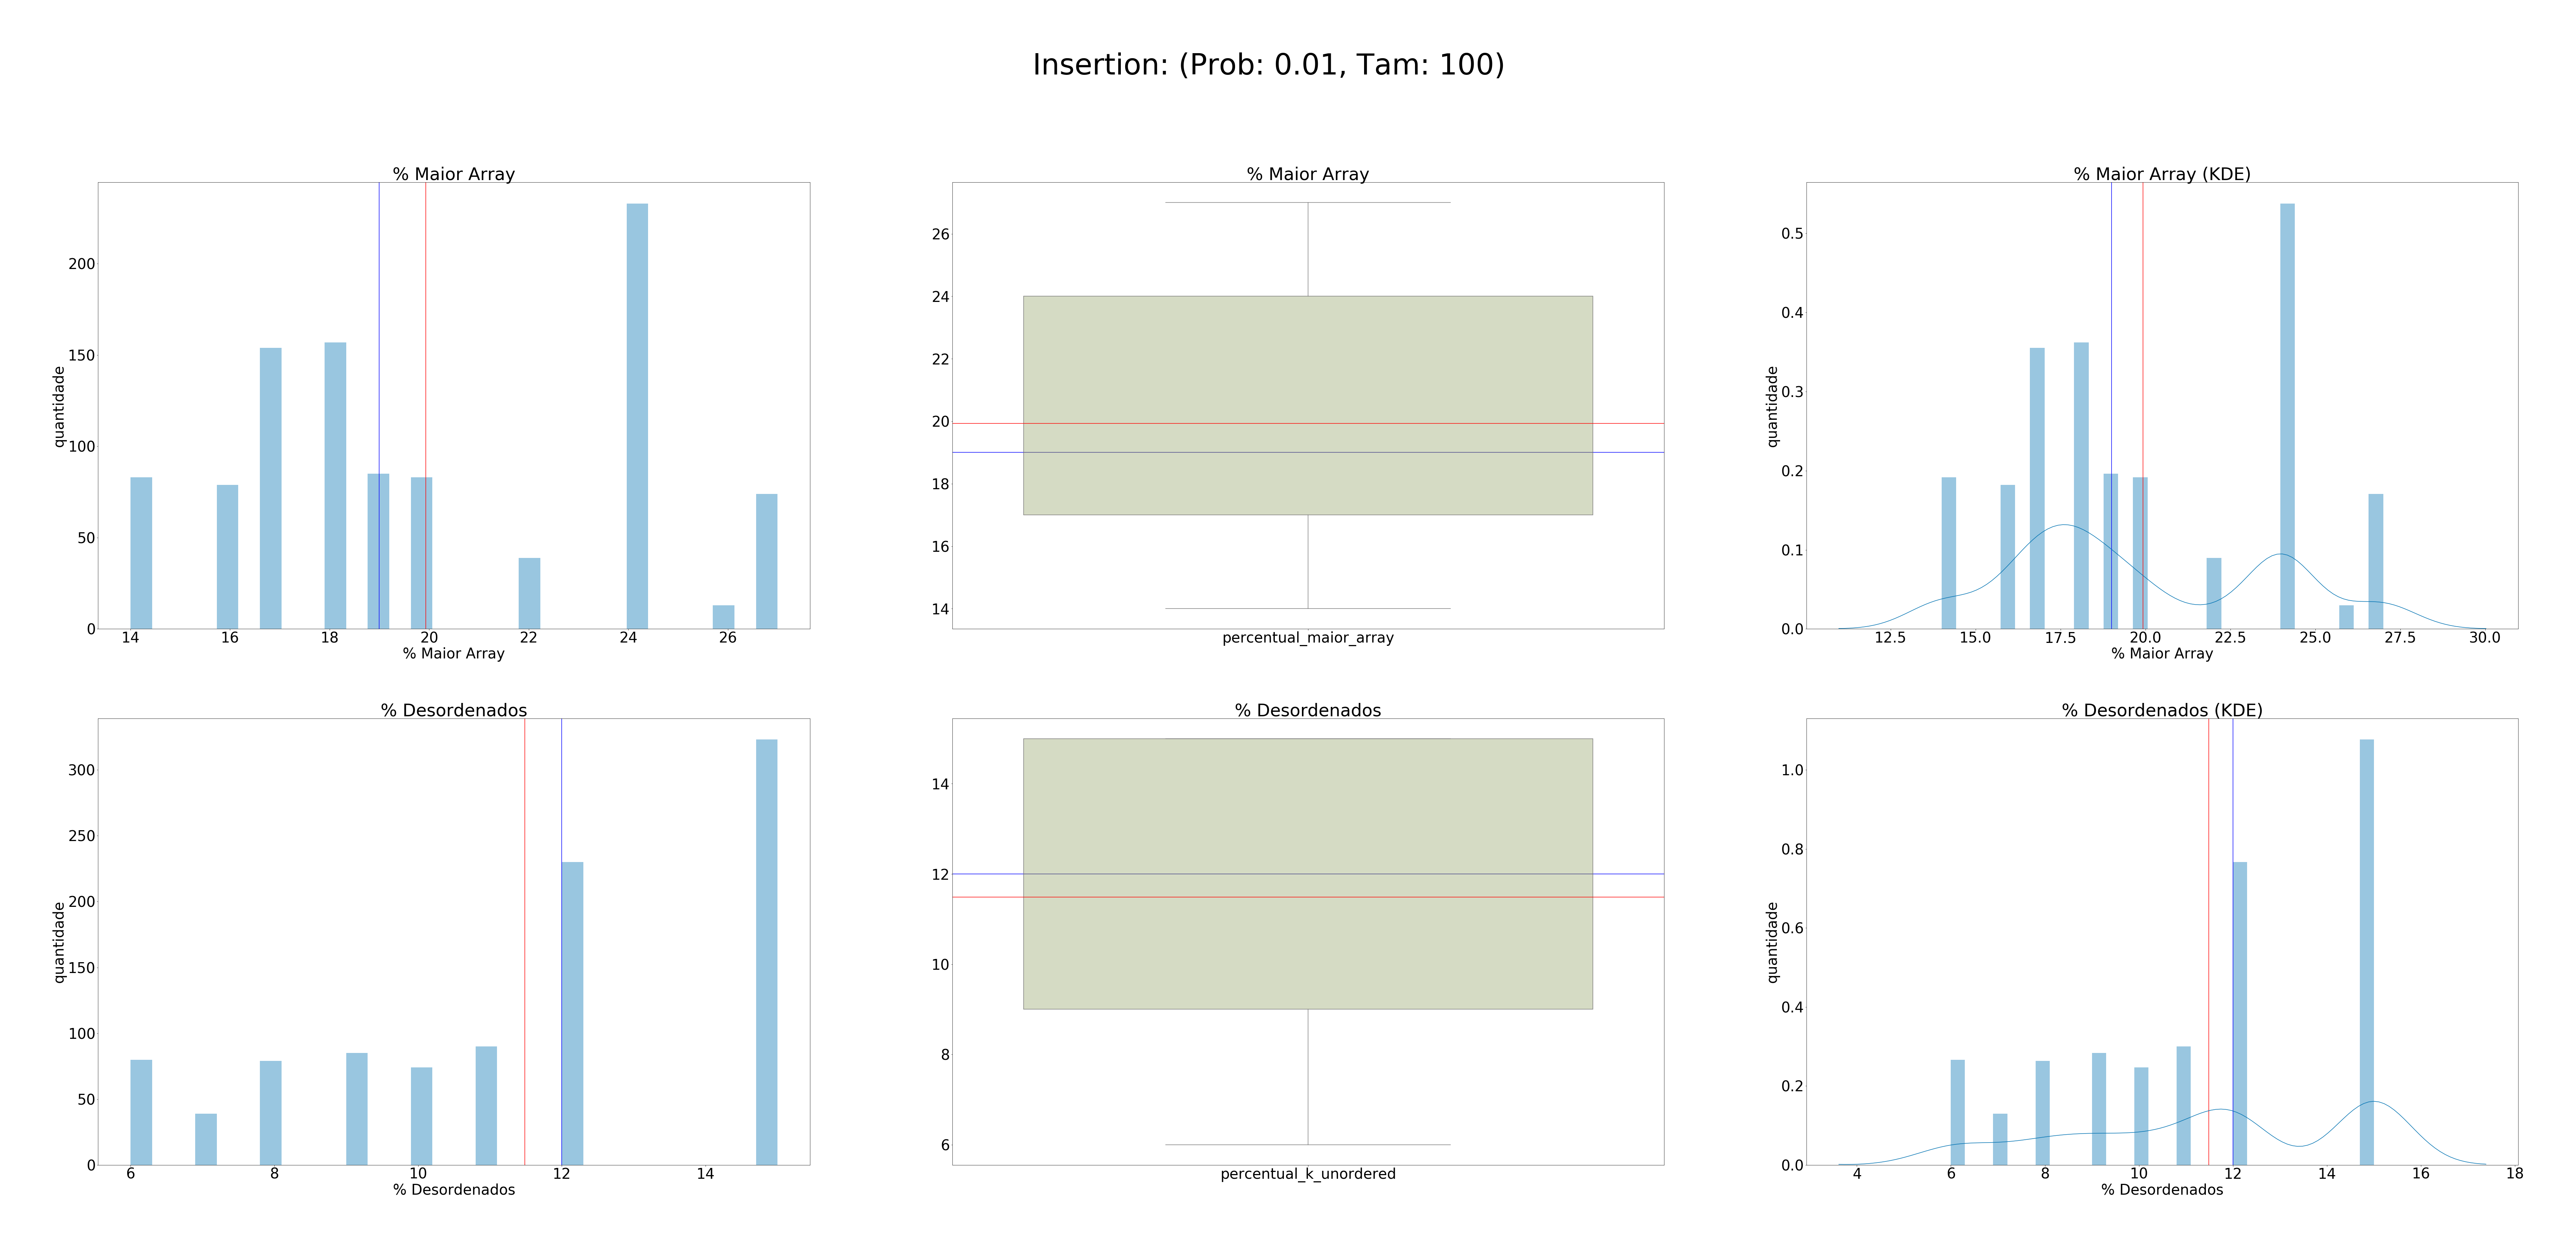 Insertion: (Prob: 0.01, Tam: 100)
% Maior Array
quantidade
200
150
100
50
0
14 16 18 20 22 24 26
% Maior Array
% Maior Array
26
24
22
20
18
16
14
percentual_maior_array
% Maior Array (KDE)
quantidade
0.5
0.4
0.3
0.2
0.1
0.0
12.5 15.0 17.5 20.0 22.5 25.0 27.5 30.0
% Maior Array
% Desordenados
quantidade
300
250
200
150
100
50
0
6 8 10 12 14
% Desordenados
% Desordenados
14
12
10
8
6
percentual_k_unordered
% Desordenados (KDE)
quantidade
1.0
0.8
0.6
0.4
0.2
0.0
4 6 8 10 12 14 16 18
% Desordenados